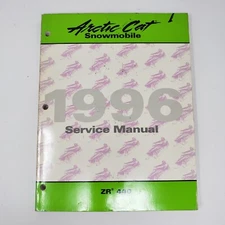 Arctic Cat
Snowmobile
1996
Service Manual
ZR